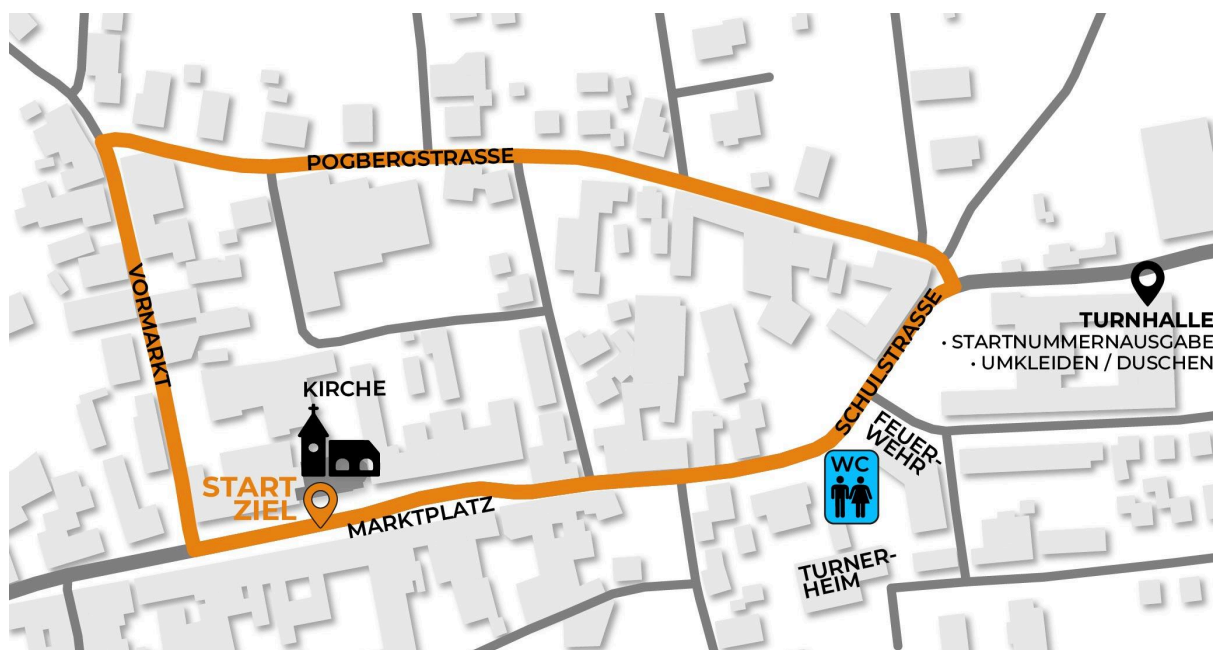 POGBERGSTRASSE
VORMARKT
KIRCHE
START
ZIEL
MARKTPLATZ
SCHULSTRASSE
TURNHALLE
· STARTNUMMERNAUSGABE
· UMKLEIDEN / DUSCHEN
FEUER-
WEHR
WC
TURNER-
HEIM